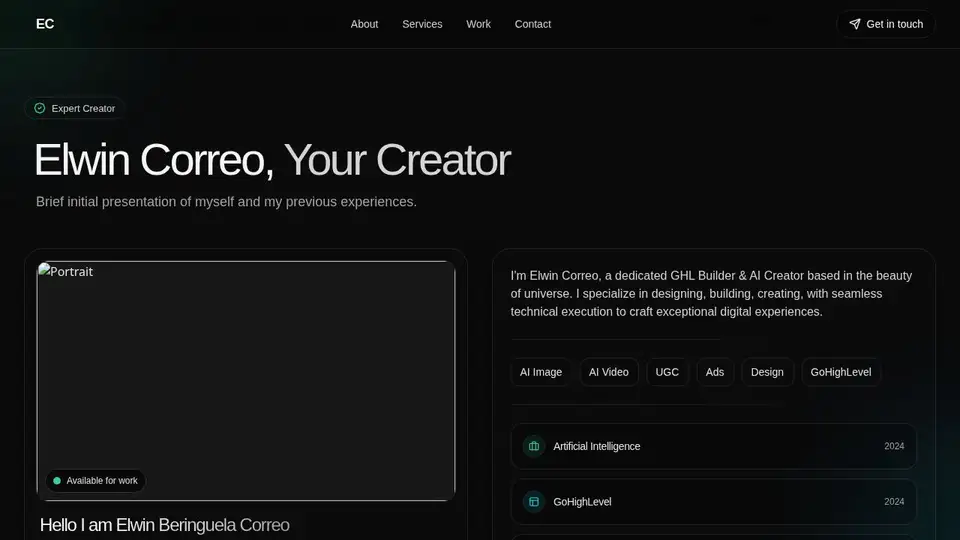 EC
About
Services
Work
Contact
Get in touch
Expert Creator
Elwin Correo, Your Creator
Brief initial presentation of myself and my previous experiences.
Portrait
Available for work
Hello I am Elwin Beringuela Correo
I'm Elwin Correo, a dedicated GHL Builder & AI Creator based in the beauty
of universe. I specialize in designing, building, creating, with seamless
technical execution to craft exceptional digital experiences.
AI Image
AI Video
UGC
Ads
Design
GoHighLevel
Artificial Intelligence
2024
GoHighLevel
2024